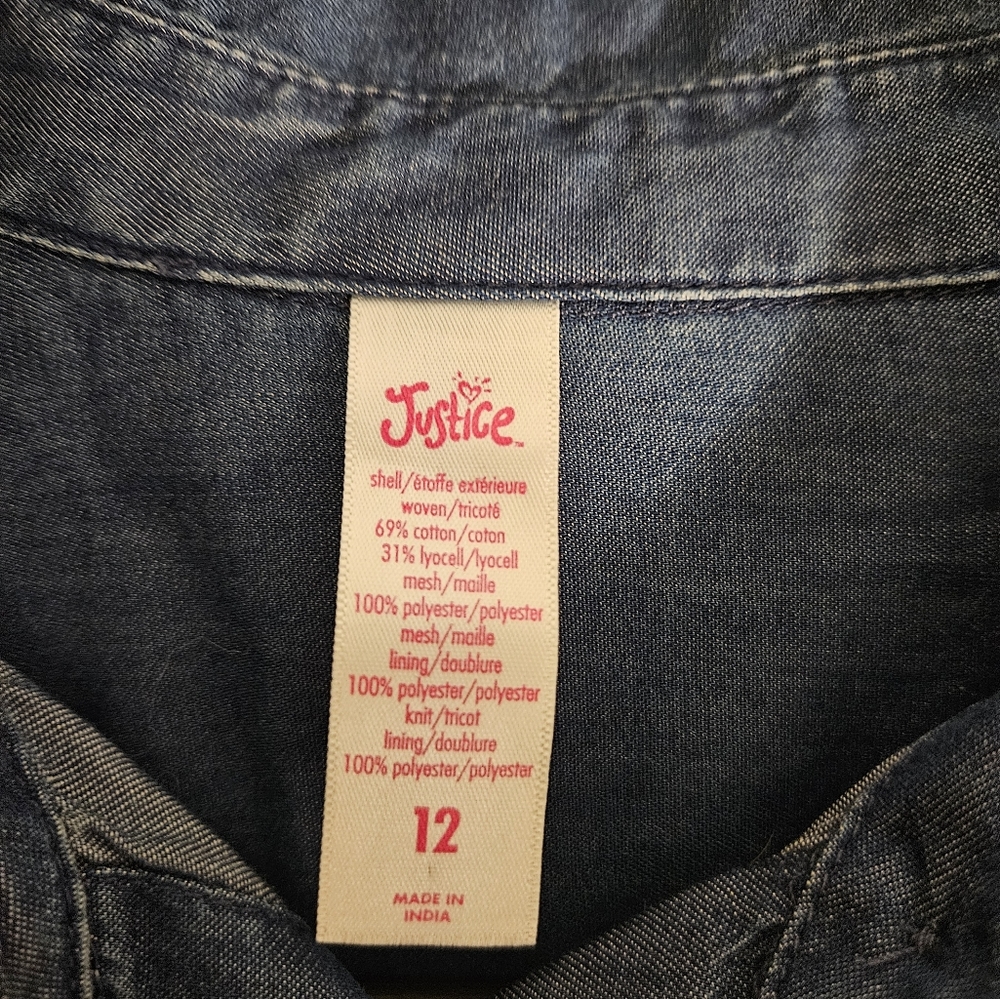 Justice™
shell/étoffe extérieure
woven/tricoté
69% cotton/coton
31% lyocell/lyocell
mesh/maille
100% polyester/polyester
mesh/maille
lining/doublure
100% polyester/polyester
knit/tricot
lining/doublure
100% polyester/polyester
12
MADE IN
INDIA